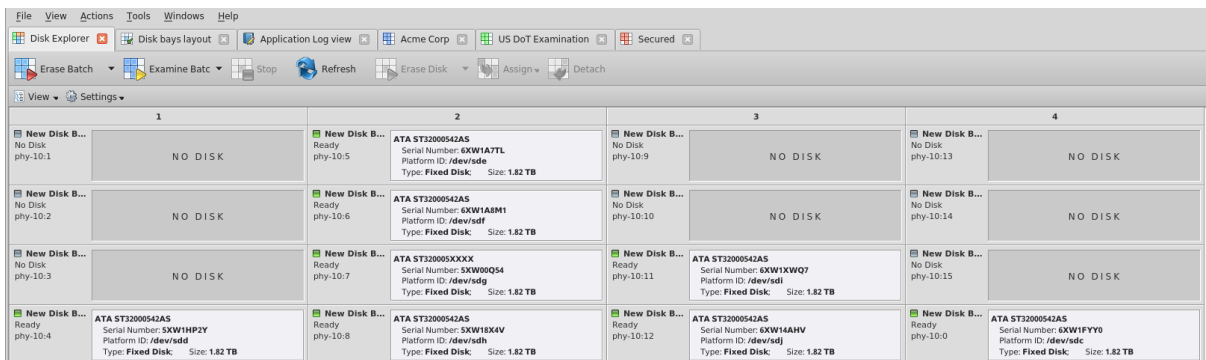 File View Actions Tools Windows Help
Disk Explorer Disk bays layout Application Log view Acme Corp US DoT Examination Secured
Erase Batch Examine Batc Stop Refresh Erase Disk Assign Detach
View Settings
1 2 3 4
New Disk B...
No Disk
phy-10:1
NO DISK
New Disk B...
Ready
phy-10:5
ATA ST32000542AS
Serial Number: 6XW1A7TL
Platform ID: /dev/sde
Type: Fixed Disk; Size: 1.82 TB
New Disk B...
No Disk
phy-10:9
NO DISK
New Disk B...
No Disk
phy-10:13
NO DISK
New Disk B...
No Disk
phy-10:2
NO DISK
New Disk B...
Ready
phy-10:6
ATA ST32000542AS
Serial Number: 6XW1A8M1
Platform ID: /dev/sdf
Type: Fixed Disk; Size: 1.82 TB
New Disk B...
No Disk
phy-10:10
NO DISK
New Disk B...
No Disk
phy-10:14
NO DISK
New Disk B...
No Disk
phy-10:3
NO DISK
New Disk B...
Ready
phy-10:7
ATA ST320005XXXX
Serial Number: 5XW00Q54
Platform ID: /dev/sdg
Type: Fixed Disk; Size: 1.82 TB
New Disk B...
Ready
phy-10:11
ATA ST32000542AS
Serial Number: 6XW1XWQ7
Platform ID: /dev/sdi
Type: Fixed Disk; Size: 1.82 TB
New Disk B...
No Disk
phy-10:15
NO DISK
New Disk B...
Ready
phy-10:4
ATA ST32000542AS
Serial Number: 5XW1HP2Y
Platform ID: /dev/sdd
Type: Fixed Disk; Size: 1.82 TB
New Disk B...
Ready
phy-10:8
ATA ST32000542AS
Serial Number: 5XW18X4V
Platform ID: /dev/sdh
Type: Fixed Disk; Size: 1.82 TB
New Disk B...
Ready
phy-10:12
ATA ST32000542AS
Serial Number: 6XW14AHV
Platform ID: /dev/sdj
Type: Fixed Disk; Size: 1.82 TB
New Disk B...
Ready
phy-10:0
ATA ST32000542AS
Serial Number: 6XW1FYY0
Platform ID: /dev/sdc
Type: Fixed Disk; Size: 1.82 TB